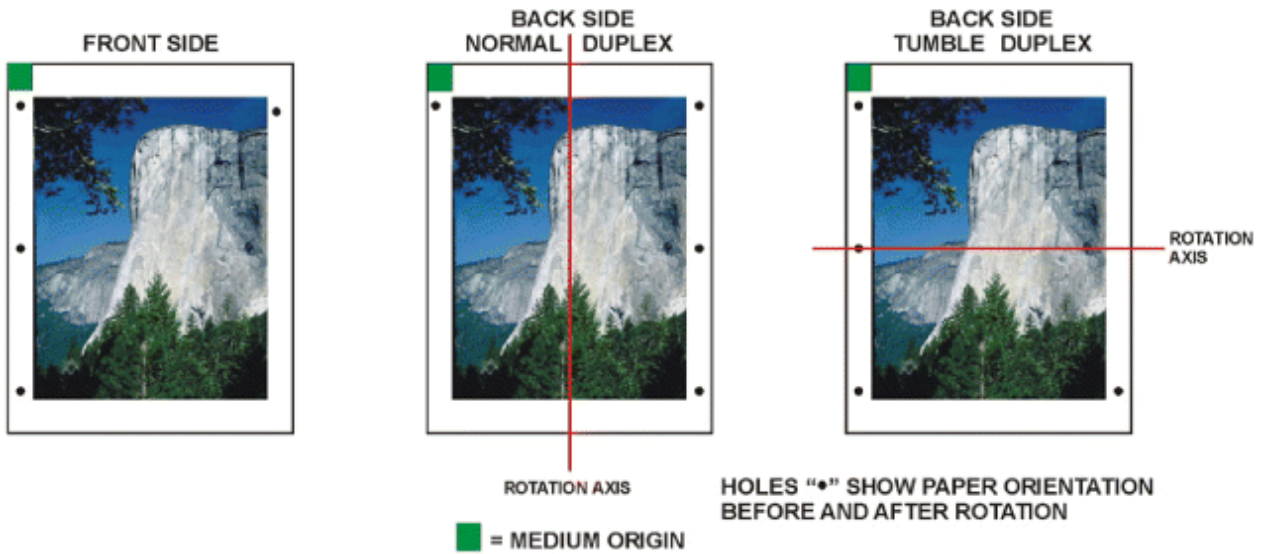 FRONT SIDE
BACK SIDE
NORMAL DUPLEX
BACK SIDE
TUMBLE DUPLEX
ROTATION
AXIS
ROTATION AXIS
HOLES “•” SHOW PAPER ORIENTATION
BEFORE AND AFTER ROTATION
= MEDIUM ORIGIN